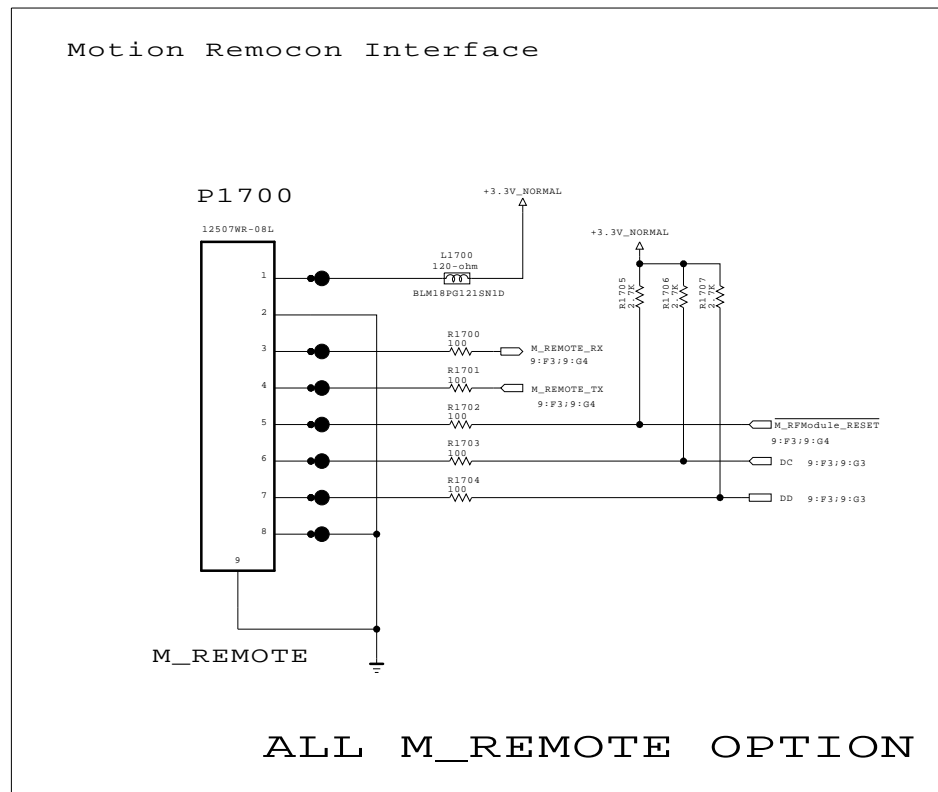 Motion Remocon Interface
P1700
12507WR-08L
1
2
3
4
5
6
7
8
9
M_REMOTE
+3.3V_NORMAL
L1700
120-ohm
BLM18PG121SN1D
R1700
100
M_REMOTE_RX
9:F3;9:G4
R1701
100
M_REMOTE_TX
9:F3;9:G4
R1702
100
R1703
100
R1704
100
+3.3V_NORMAL
R1705
2.7K
R1706
2.7K
R1707
2.7K
M_RFModule_RESET
9:F3;9:G4
DC 9:F3;9:G3
DD 9:F3;9:G3
ALL M_REMOTE OPTION